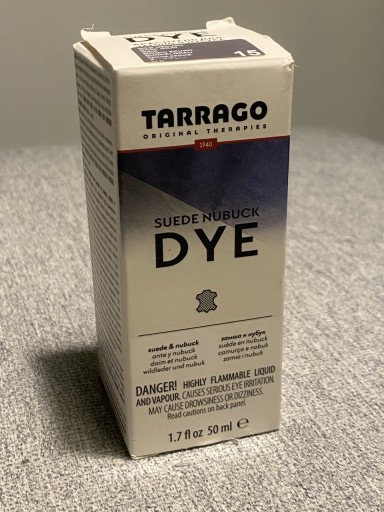 DYE
15
TARRAGO
ORIGINAL THERAPIES
1940
SUEDE NUBUCK
DYE
suede & nubuck
ante y nubuck
daim et nubuck
wildleder und nubuk
замша и нубук
suède en nubuck
camurça e nobuk
zamsz i nubuk
DANGER! HIGHLY FLAMMABLE LIQUID
AND VAPOUR. CAUSES SERIOUS EYE IRRITATION.
MAY CAUSE DROWSINESS OR DIZZINESS.
Read cautions on back panel.
1.7 fl oz 50 ml e